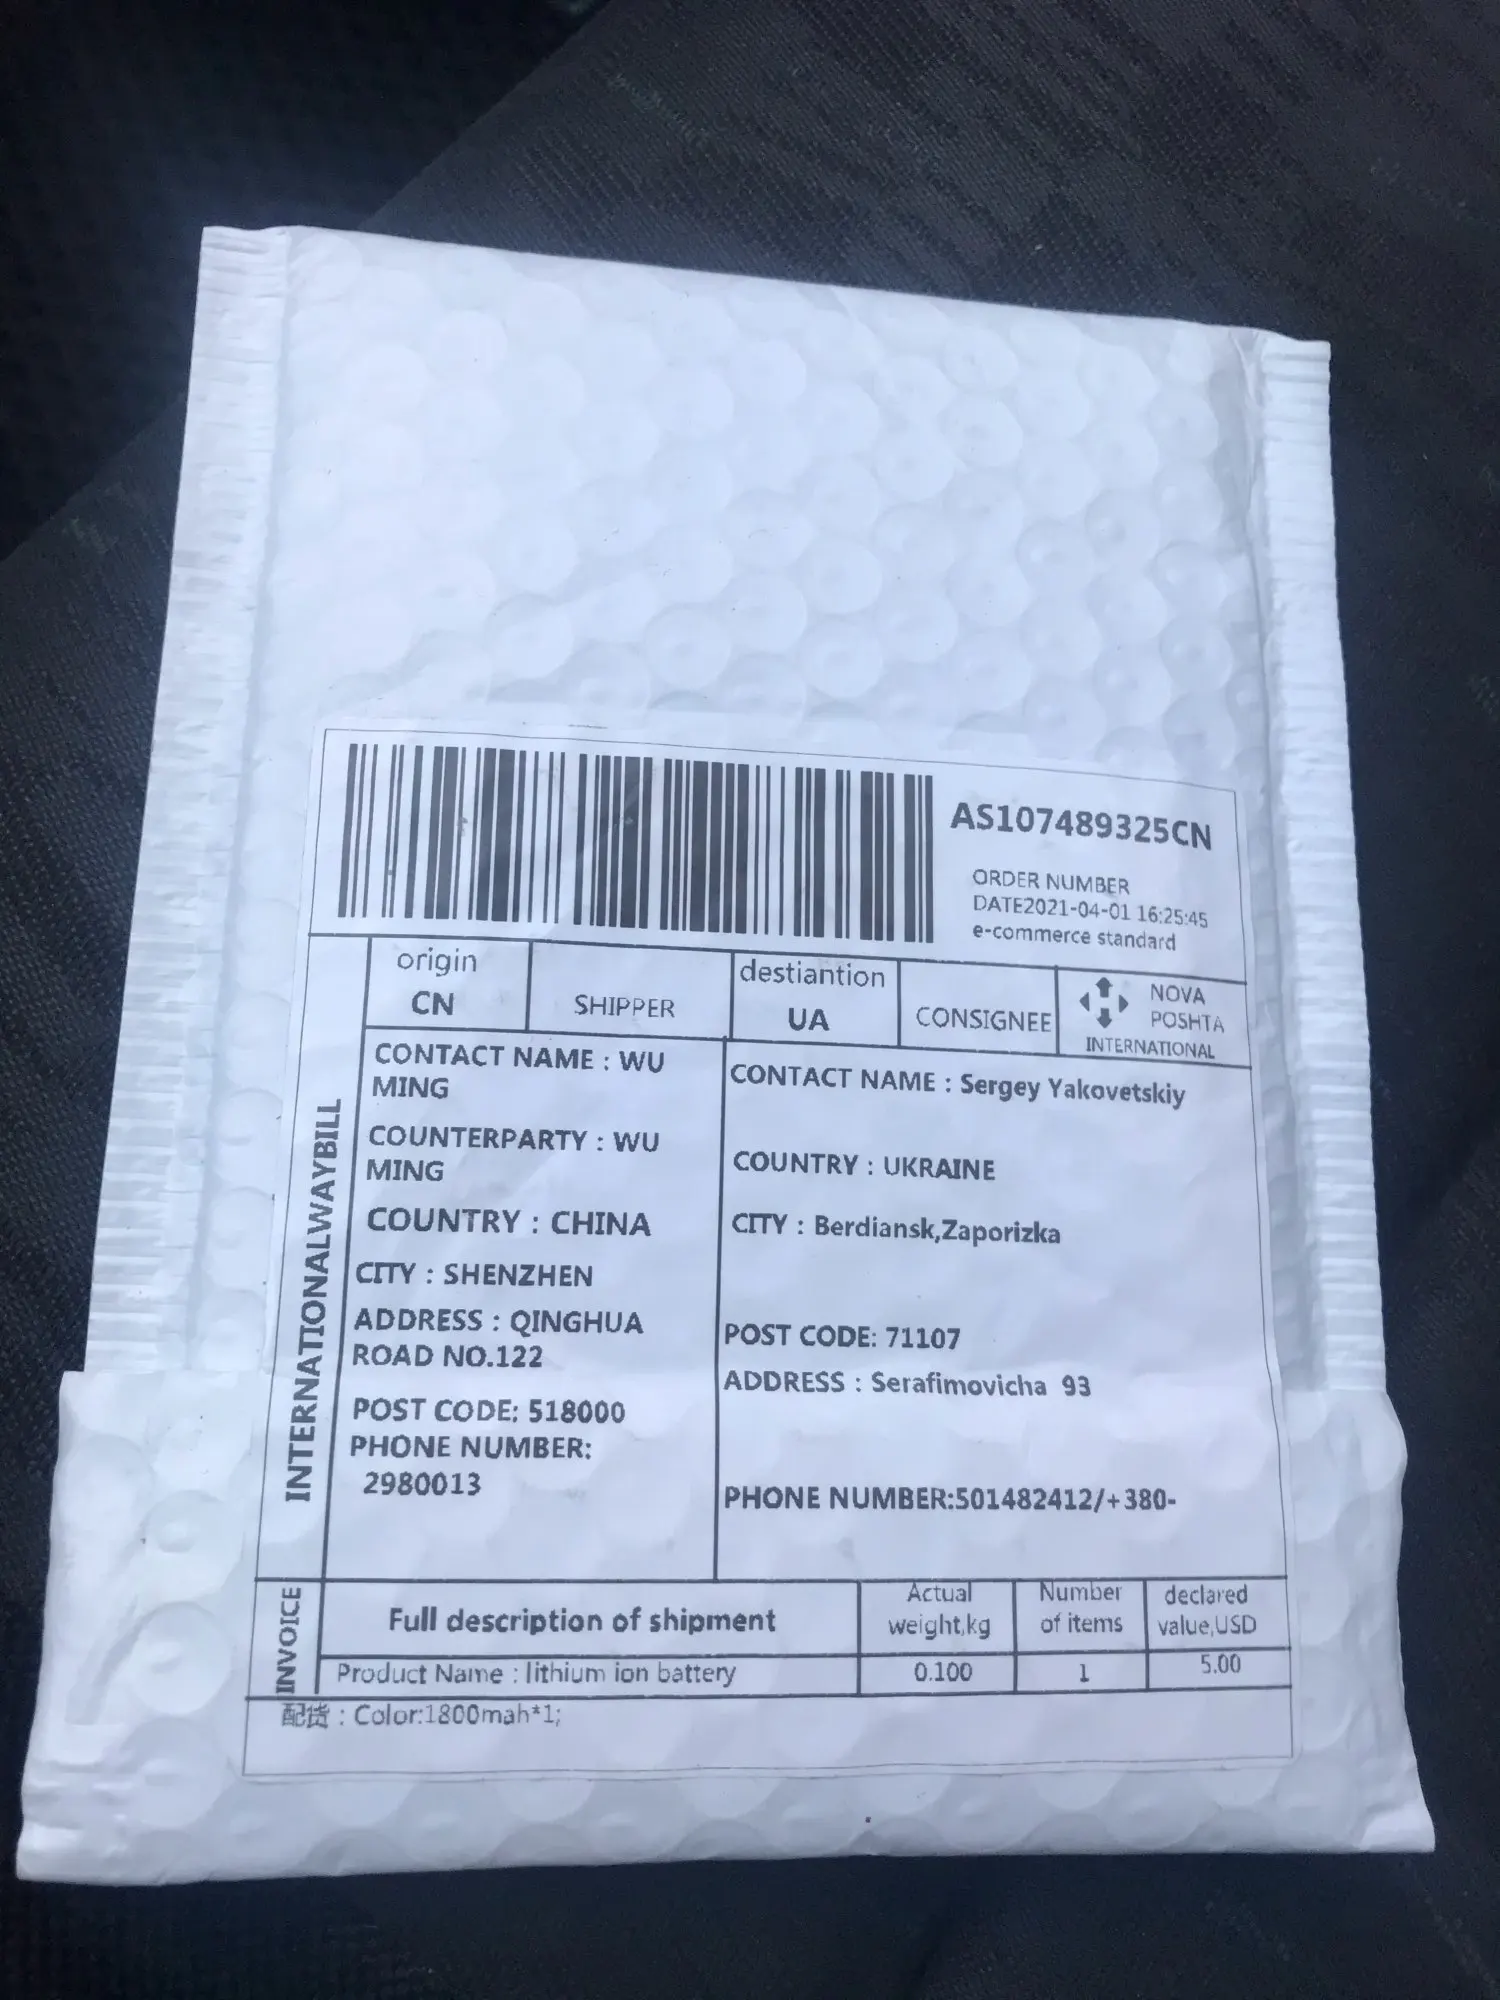 AS107489325CN
ORDER NUMBER
DATE2021-04-01 16:25:45
e-commerce standard
origin
CN
SHIPPER
destiantion
UA
CONSIGNEE
NOVA
POSHTA
INTERNATIONAL
INTERNATIONALWAYBILL
CONTACT NAME : WU
MING
COUNTERPARTY : WU
MING
COUNTRY : CHINA
CITY : SHENZHEN
ADDRESS : QINGHUA
ROAD NO.122
POST CODE: 518000
PHONE NUMBER:
2980013
CONTACT NAME : Sergey Yakovetskiy
COUNTRY : UKRAINE
CITY : Berdiansk,Zaporizka
POST CODE: 71107
ADDRESS : Serafimovicha 93
PHONE NUMBER:501482412/+380-
INVOICE
Full description of shipment
Actual
weight,kg
Number
of items
declared
value,USD
Product Name : lithium ion battery
0.100
1
5.00
配货 : Color:1800mah*1;